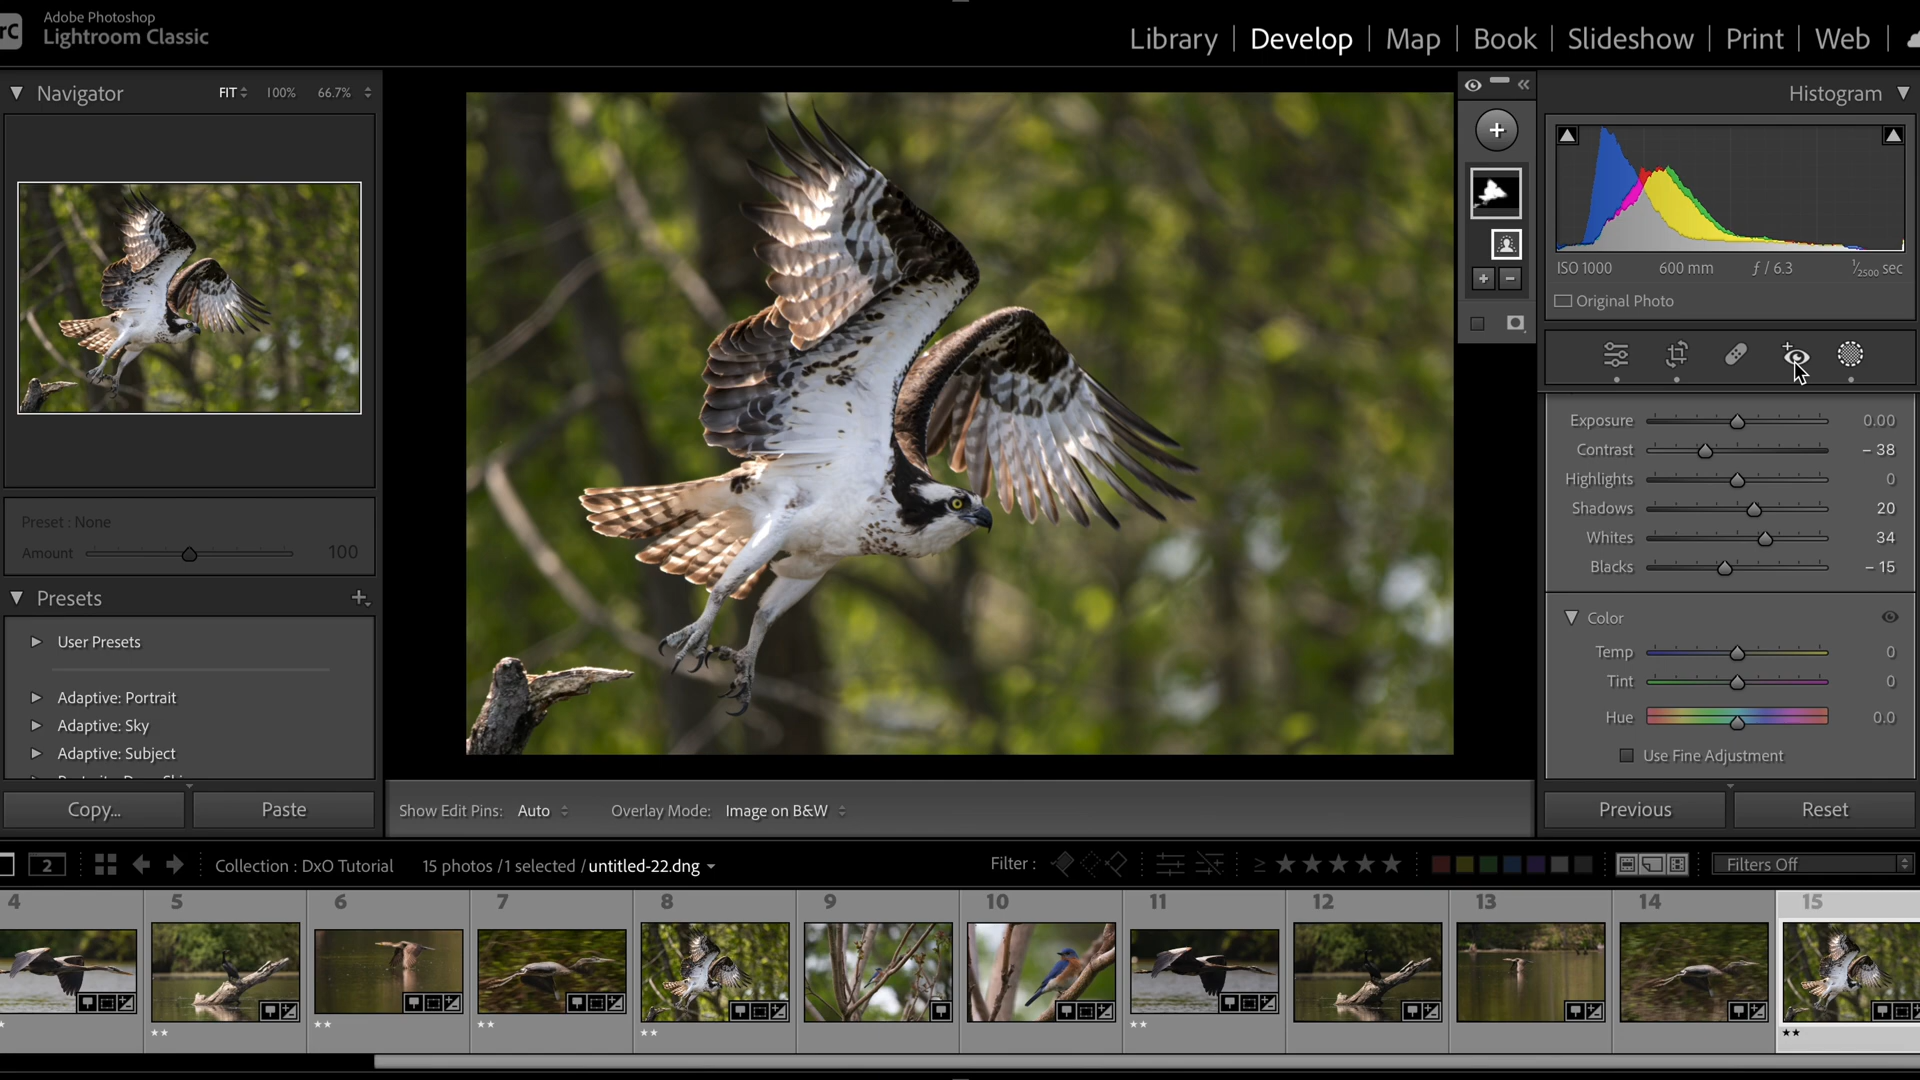 rC
Adobe Photoshop
Lightroom Classic
Library | Develop | Map | Book | Slideshow | Print | Web |
Navigator FIT 100% 66.7%
Histogram
ISO 1000 600 mm ƒ / 6.3 1/2500 sec
Original Photo
Exposure 0.00
Contrast – 38
Highlights 0
Shadows 20
Whites 34
Blacks – 15
Color
Temp 0
Tint 0
Hue 0.0
Use Fine Adjustment
Previous Reset
Preset : None
Amount 100
Presets
User Presets
Adaptive: Portrait
Adaptive: Sky
Adaptive: Subject
Copy... Paste
Show Edit Pins: Auto Overlay Mode: Image on B&W
2 Collection : DxO Tutorial 15 photos /1 selected /untitled-22.dng Filter : ≥ ★ ★ ★ ★ ★ Filters Off
4 5 6 7 8 9 10 11 12 13 14 15